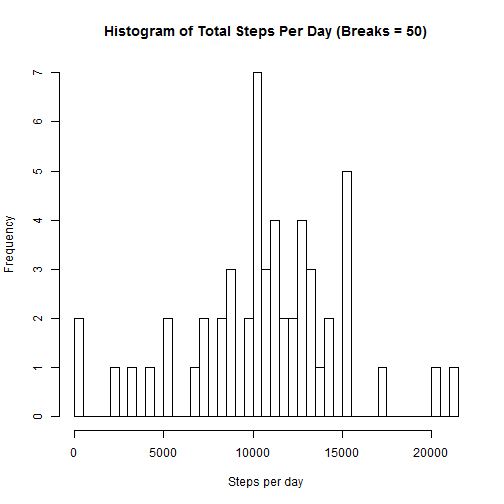 Histogram of Total Steps Per Day (Breaks = 50)
Frequency
7
6
5
4
3
2
1
0
0 5000 10000 15000 20000
Steps per day